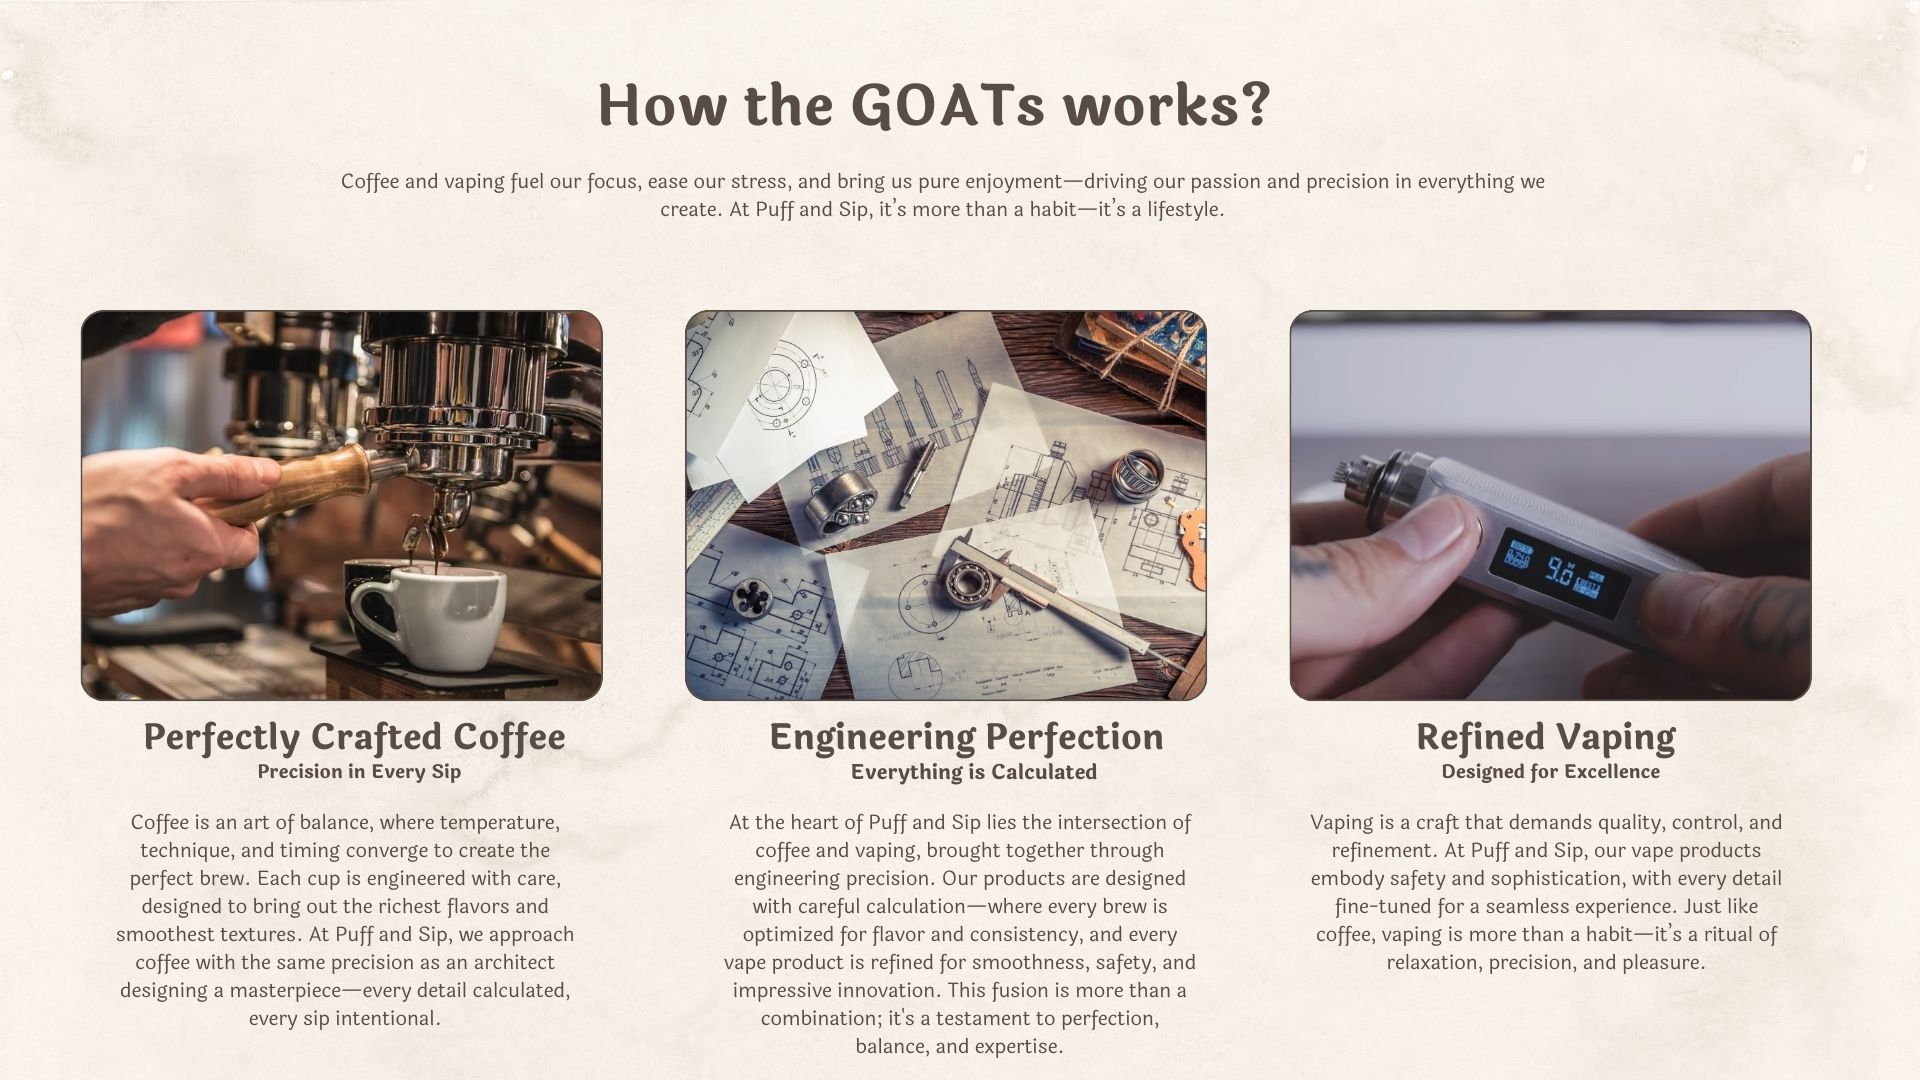 How the GOATs works?
Coffee and vaping fuel our focus, ease our stress, and bring us pure enjoyment—driving our passion and precision in everything we
create. At Puff and Sip, it’s more than a habit—it’s a lifestyle.
9.0
Perfectly Crafted Coffee
Precision in Every Sip
Coffee is an art of balance, where temperature,
technique, and timing converge to create the
perfect brew. Each cup is engineered with care,
designed to bring out the richest flavors and
smoothest textures. At Puff and Sip, we approach
coffee with the same precision as an architect
designing a masterpiece—every detail calculated,
every sip intentional.
Engineering Perfection
Everything is Calculated
At the heart of Puff and Sip lies the intersection of
coffee and vaping, brought together through
engineering precision. Our products are designed
with careful calculation—where every brew is
optimized for flavor and consistency, and every
vape product is refined for smoothness, safety, and
impressive innovation. This fusion is more than a
combination; it's a testament to perfection,
balance, and expertise.
Refined Vaping
Designed for Excellence
Vaping is a craft that demands quality, control, and
refinement. At Puff and Sip, our vape products
embody safety and sophistication, with every detail
fine-tuned for a seamless experience. Just like
coffee, vaping is more than a habit—it’s a ritual of
relaxation, precision, and pleasure.